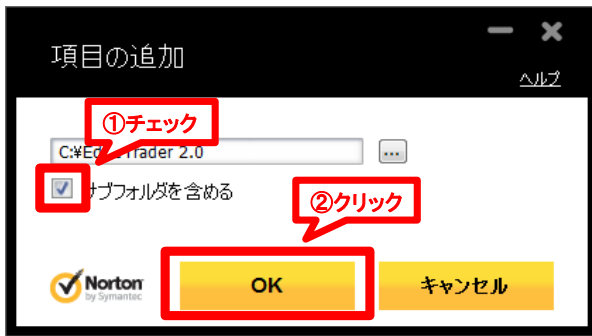 項目の追加
ヘルプ
①チェック
C:¥Ed Trader 2.0
...
サブフォルダを含める
②クリック
Norton
by Symantec
OK
キャンセル